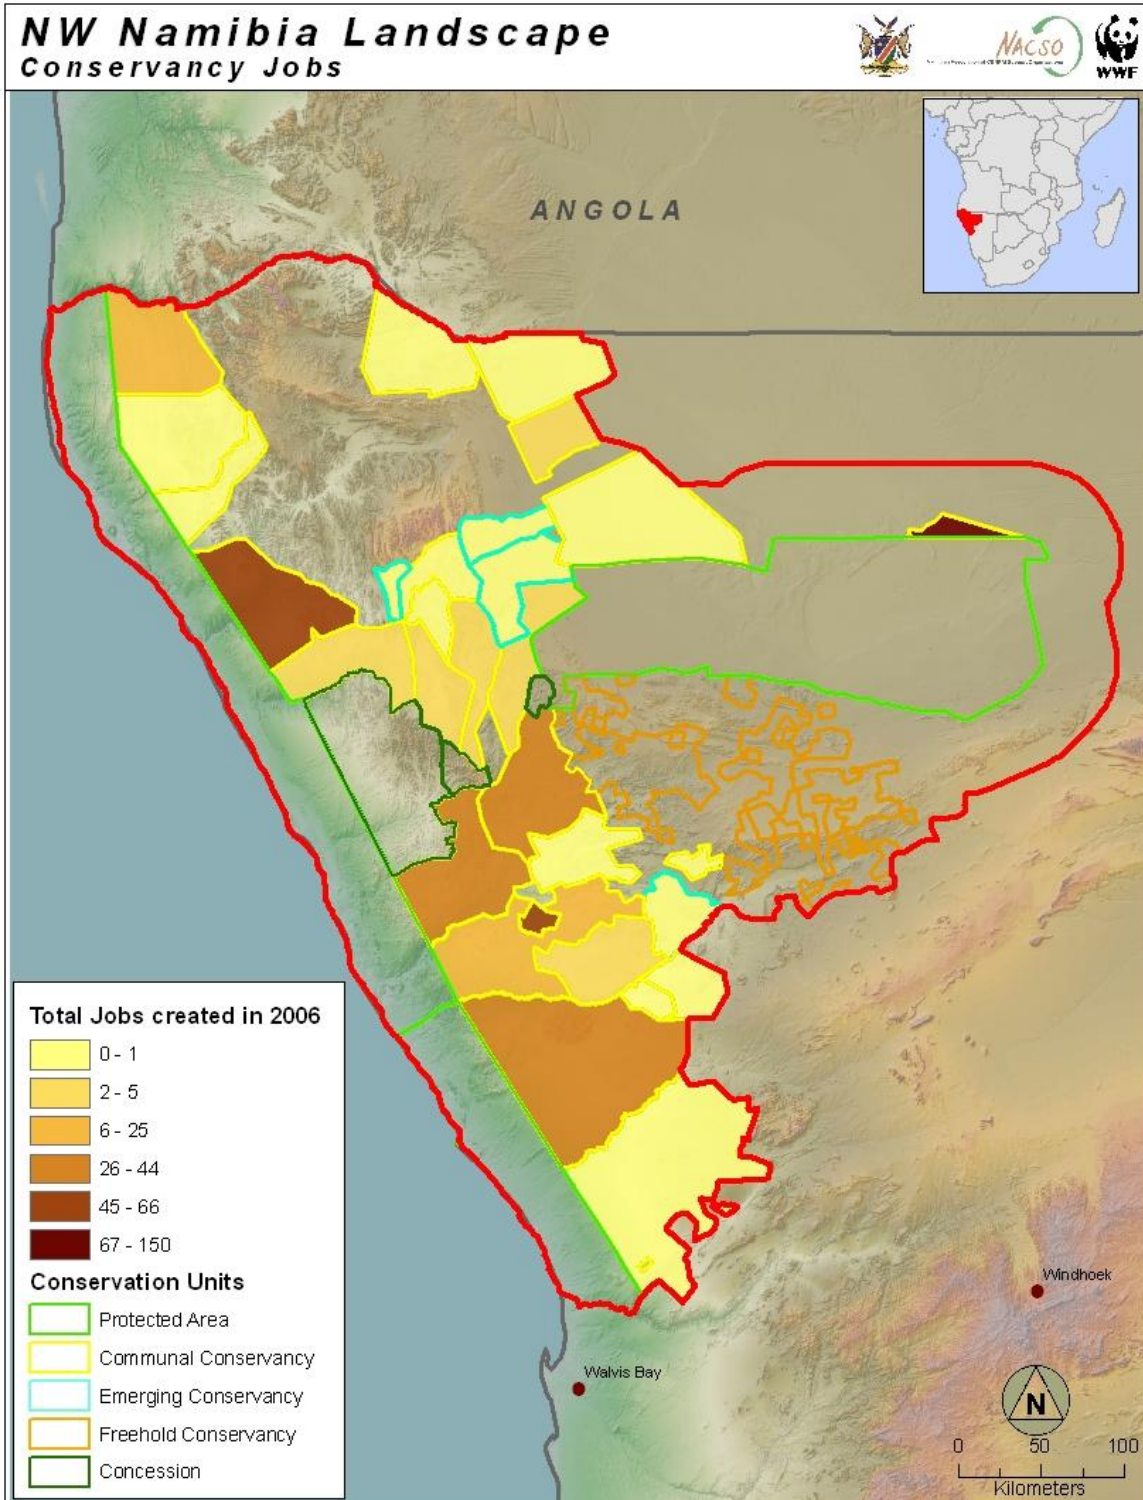 NW Namibia Landscape
Conservancy Jobs
NACSO
WWF
ANGOLA
Total Jobs created in 2006
0 - 1
2 - 5
6 - 25
26 - 44
45 - 66
67 - 150
Conservation Units
Protected Area
Communal Conservancy
Emerging Conservancy
Freehold Conservancy
Concession
Windhoek
Walvis Bay
N
0 50 100
Kilometers